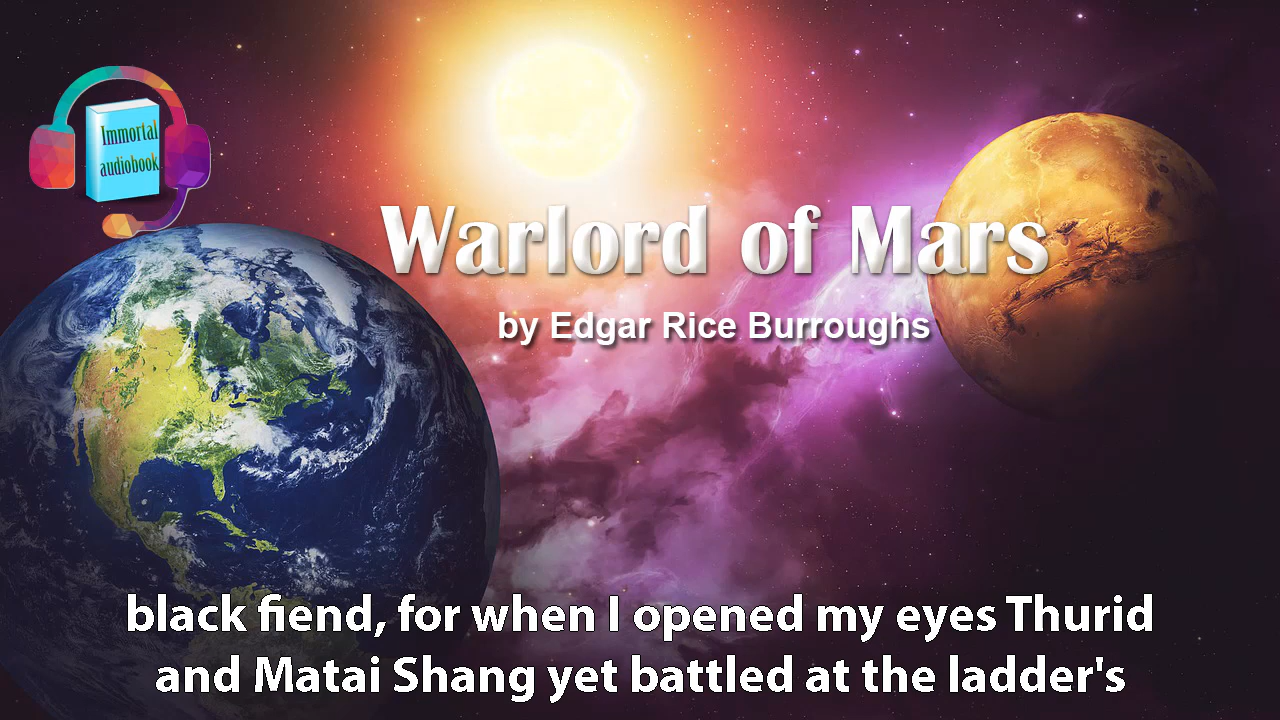 Immortal
audiobook
Warlord of Mars
by Edgar Rice Burroughs
black fiend, for when I opened my eyes Thurid
and Matai Shang yet battled at the ladder's